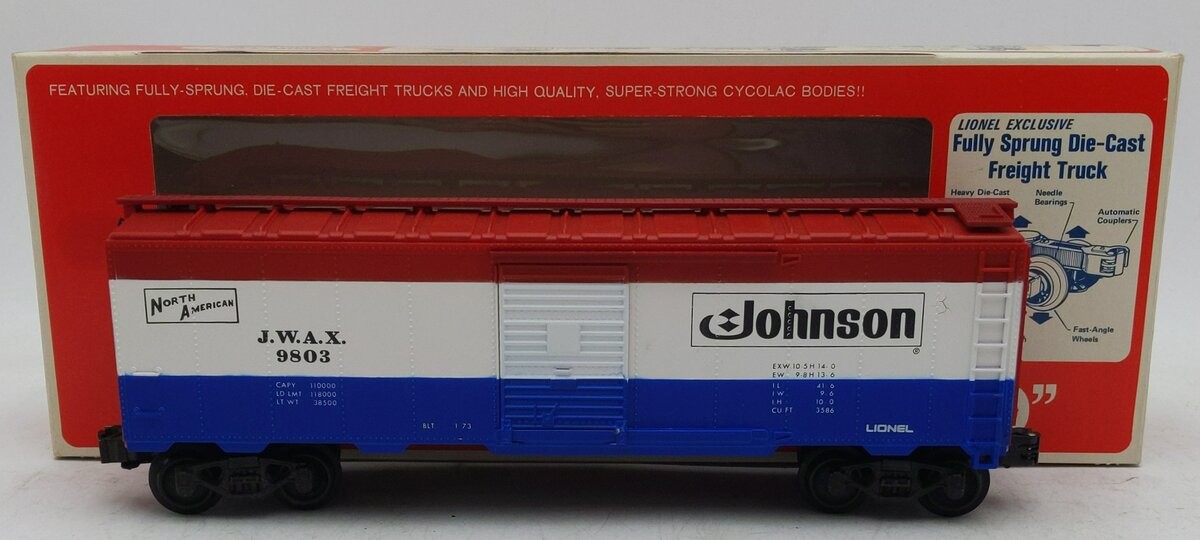 FEATURING FULLY-SPRUNG, DIE-CAST FREIGHT TRUCKS AND HIGH QUALITY, SUPER-STRONG CYCOLAC BODIES!!
LIONEL EXCLUSIVE
Fully Sprung Die-Cast
Freight Truck
Heavy Die-Cast
Needle
Bearings
Automatic
Couplers
Fast-Angle
Wheels
”
NORTH
AMERICAN
J.W.A.X.
9803
CAPY 110000
LD LMT 118000
LT WT 38500
BLT 1 73
Johnson
®
EXW 10-5 H 14-0
EW 9-8 H 13-6
IL 41 6
IW 9 6
IH 10 0
CU FT 3586
LIONEL